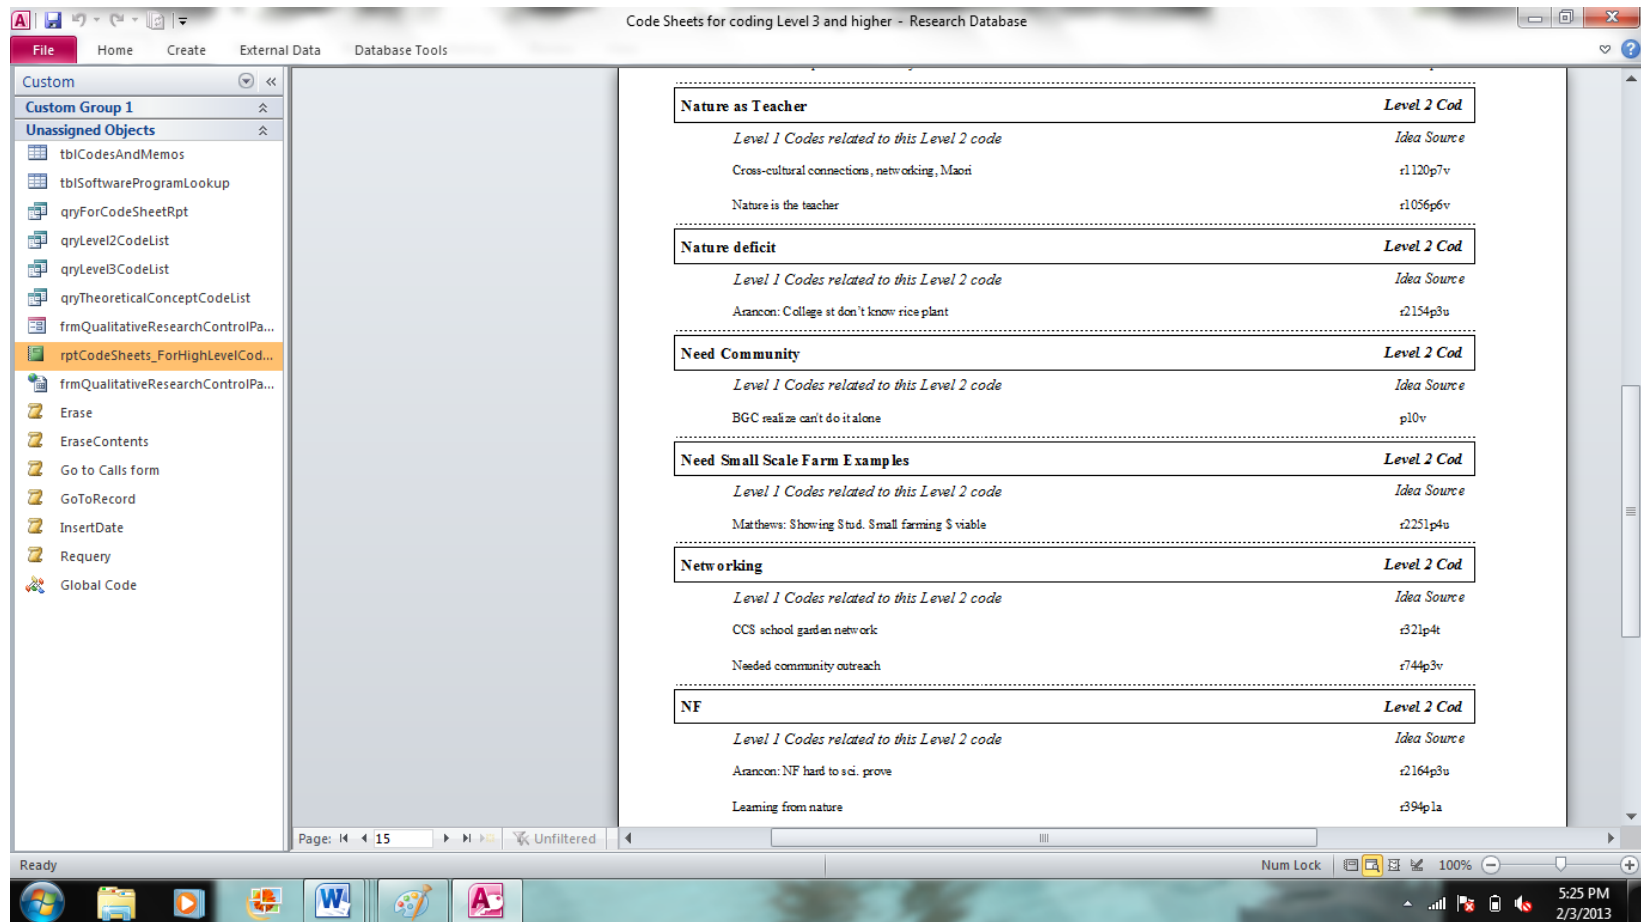 Code Sheets for coding Level 3 and higher - Research Database
File Home Create External Data Database Tools
Custom
Custom Group 1
Unassigned Objects
tblCodesAndMemos
tblSoftwareProgramLookup
qryForCodeSheetRpt
qryLevel2CodeList
qryLevel3CodeList
qryTheoreticalConceptCodeList
frmQualitativeResearchControlPa...
rptCodeSheets_ForHighLevelCod...
frmQualitativeResearchControlPa...
Erase
EraseContents
Go to Calls form
GoToRecord
InsertDate
Requery
Global Code
Nature as Teacher Level 2 Cod
Level 1 Codes related to this Level 2 code Idea Source
Cross-cultural connections, networking, Maori r1120p7v
Nature is the teacher r1056p6v
Nature deficit Level 2 Cod
Level 1 Codes related to this Level 2 code Idea Source
Arancon: College st don't know rice plant r2154p3u
Need Community Level 2 Cod
Level 1 Codes related to this Level 2 code Idea Source
BGC realize can't do it alone p10v
Need Small Scale Farm Examples Level 2 Cod
Level 1 Codes related to this Level 2 code Idea Source
Matthews: Showing Stud. Small farming $ viable r2251p4u
Networking Level 2 Cod
Level 1 Codes related to this Level 2 code Idea Source
CCS school garden network r321p4t
Needed community outreach r744p3v
NF Level 2 Cod
Level 1 Codes related to this Level 2 code Idea Source
Arancon: NF hard to sci. prove r2164p3u
Learning from nature r394p1a
Page: 15 Unfiltered
Ready Num Lock 100%
5:25 PM
2/3/2013